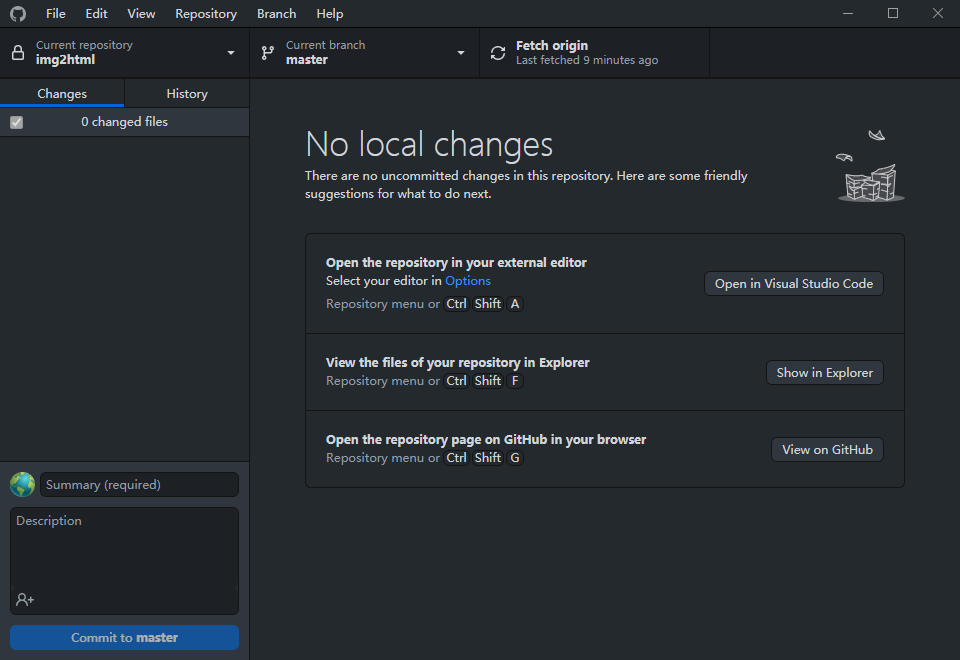 File Edit View Repository Branch Help
Current repository
img2html
Current branch
master
Fetch origin
Last fetched 9 minutes ago
Changes
History
0 changed files
No local changes
There are no uncommitted changes in this repository. Here are some friendly
suggestions for what to do next.
Open the repository in your external editor
Select your editor in Options
Repository menu or Ctrl Shift A
Open in Visual Studio Code
View the files of your repository in Explorer
Repository menu or Ctrl Shift F
Show in Explorer
Open the repository page on GitHub in your browser
Repository menu or Ctrl Shift G
View on GitHub
Summary (required)
Description
Commit to master